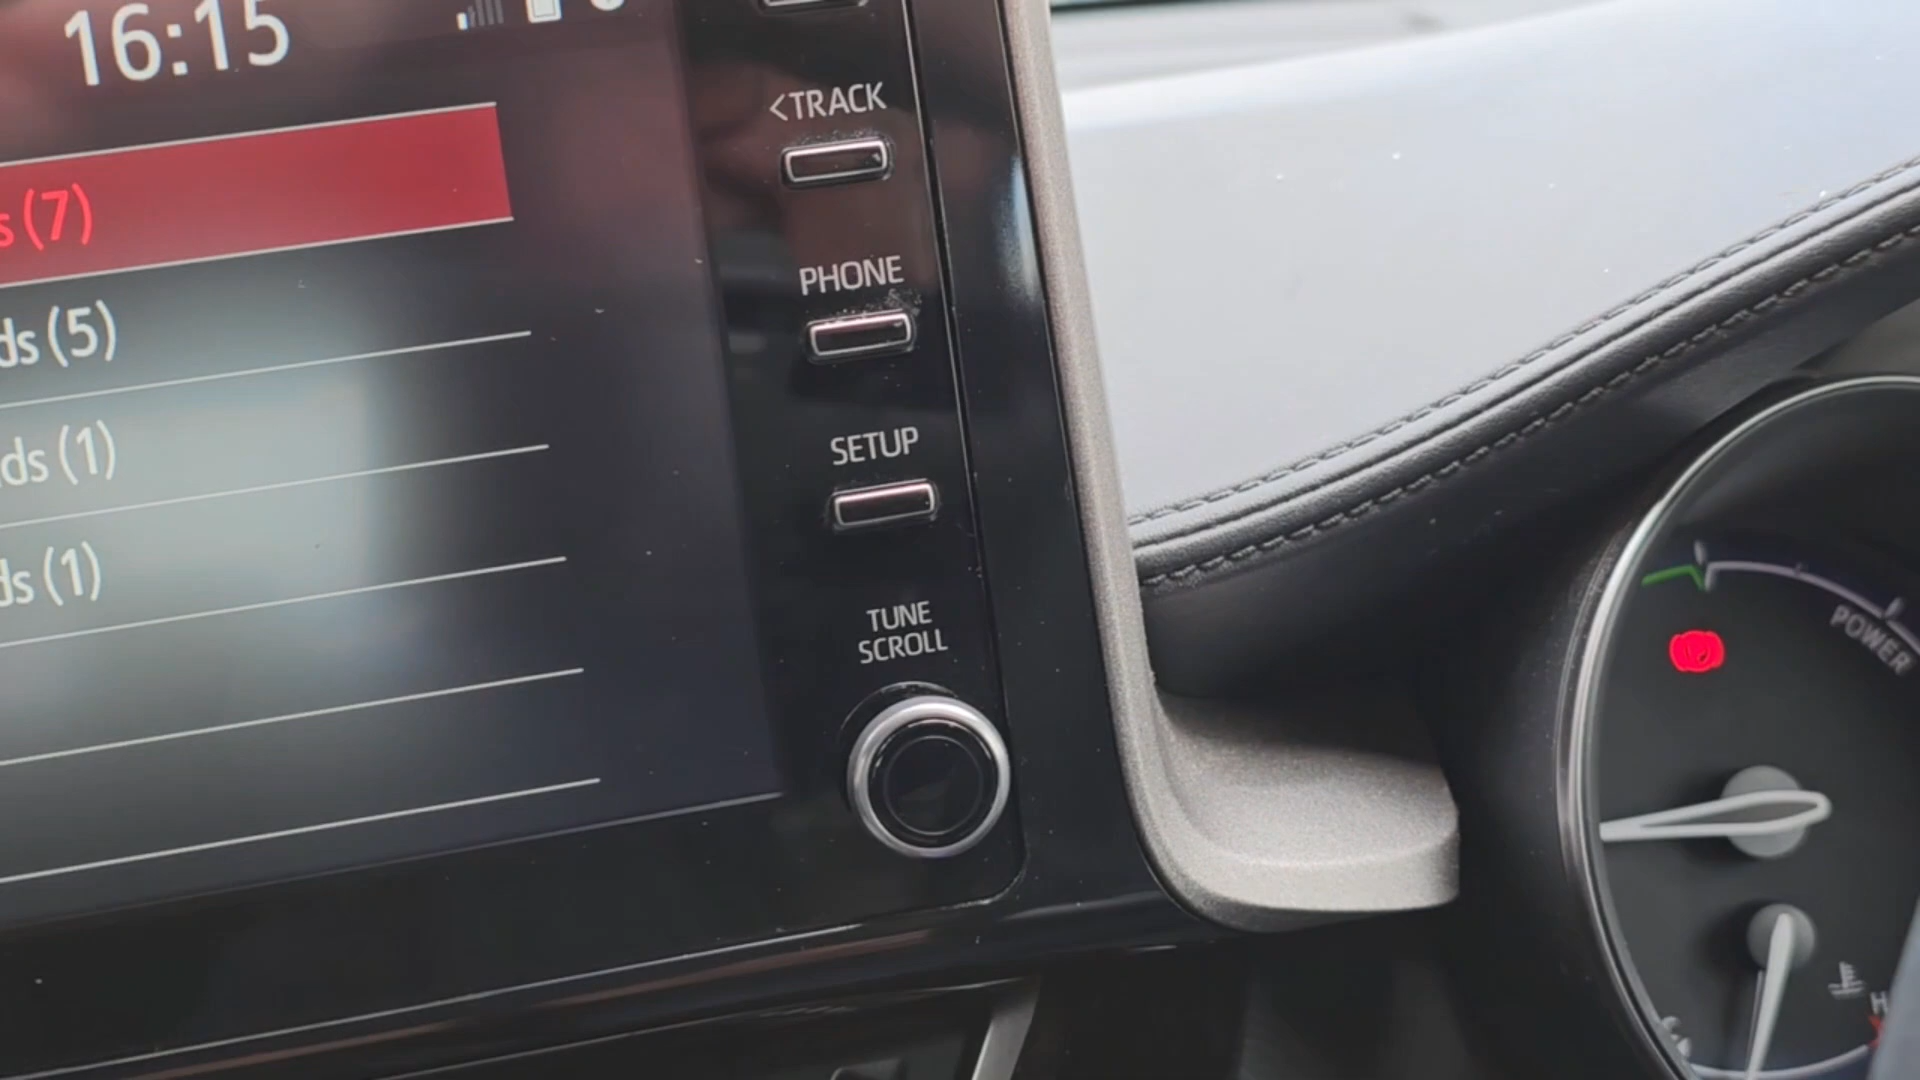 16:15
s (7)
ds (5)
ds (1)
ds (1)
<TRACK
PHONE
SETUP
TUNE
SCROLL
POWER
H